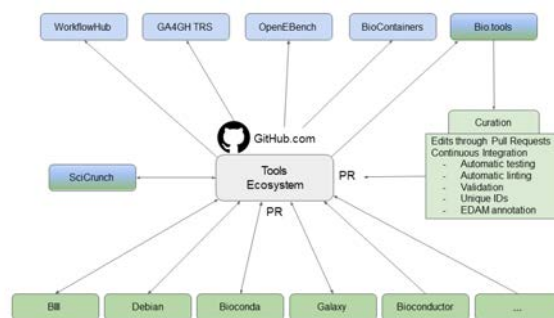 WorkflowHub
GA4GH TRS
OpenEBench
BioContainers
Bio.tools
GitHub.com
Curation
Edits through Pull Requests
Continuous Integration
- Automatic testing
- Automatic linting
- Validation
- Unique IDs
- EDAM annotation
SciCrunch
Tools
Ecosystem
PR
PR
BIII
Debian
Bioconda
Galaxy
Bioconductor
....